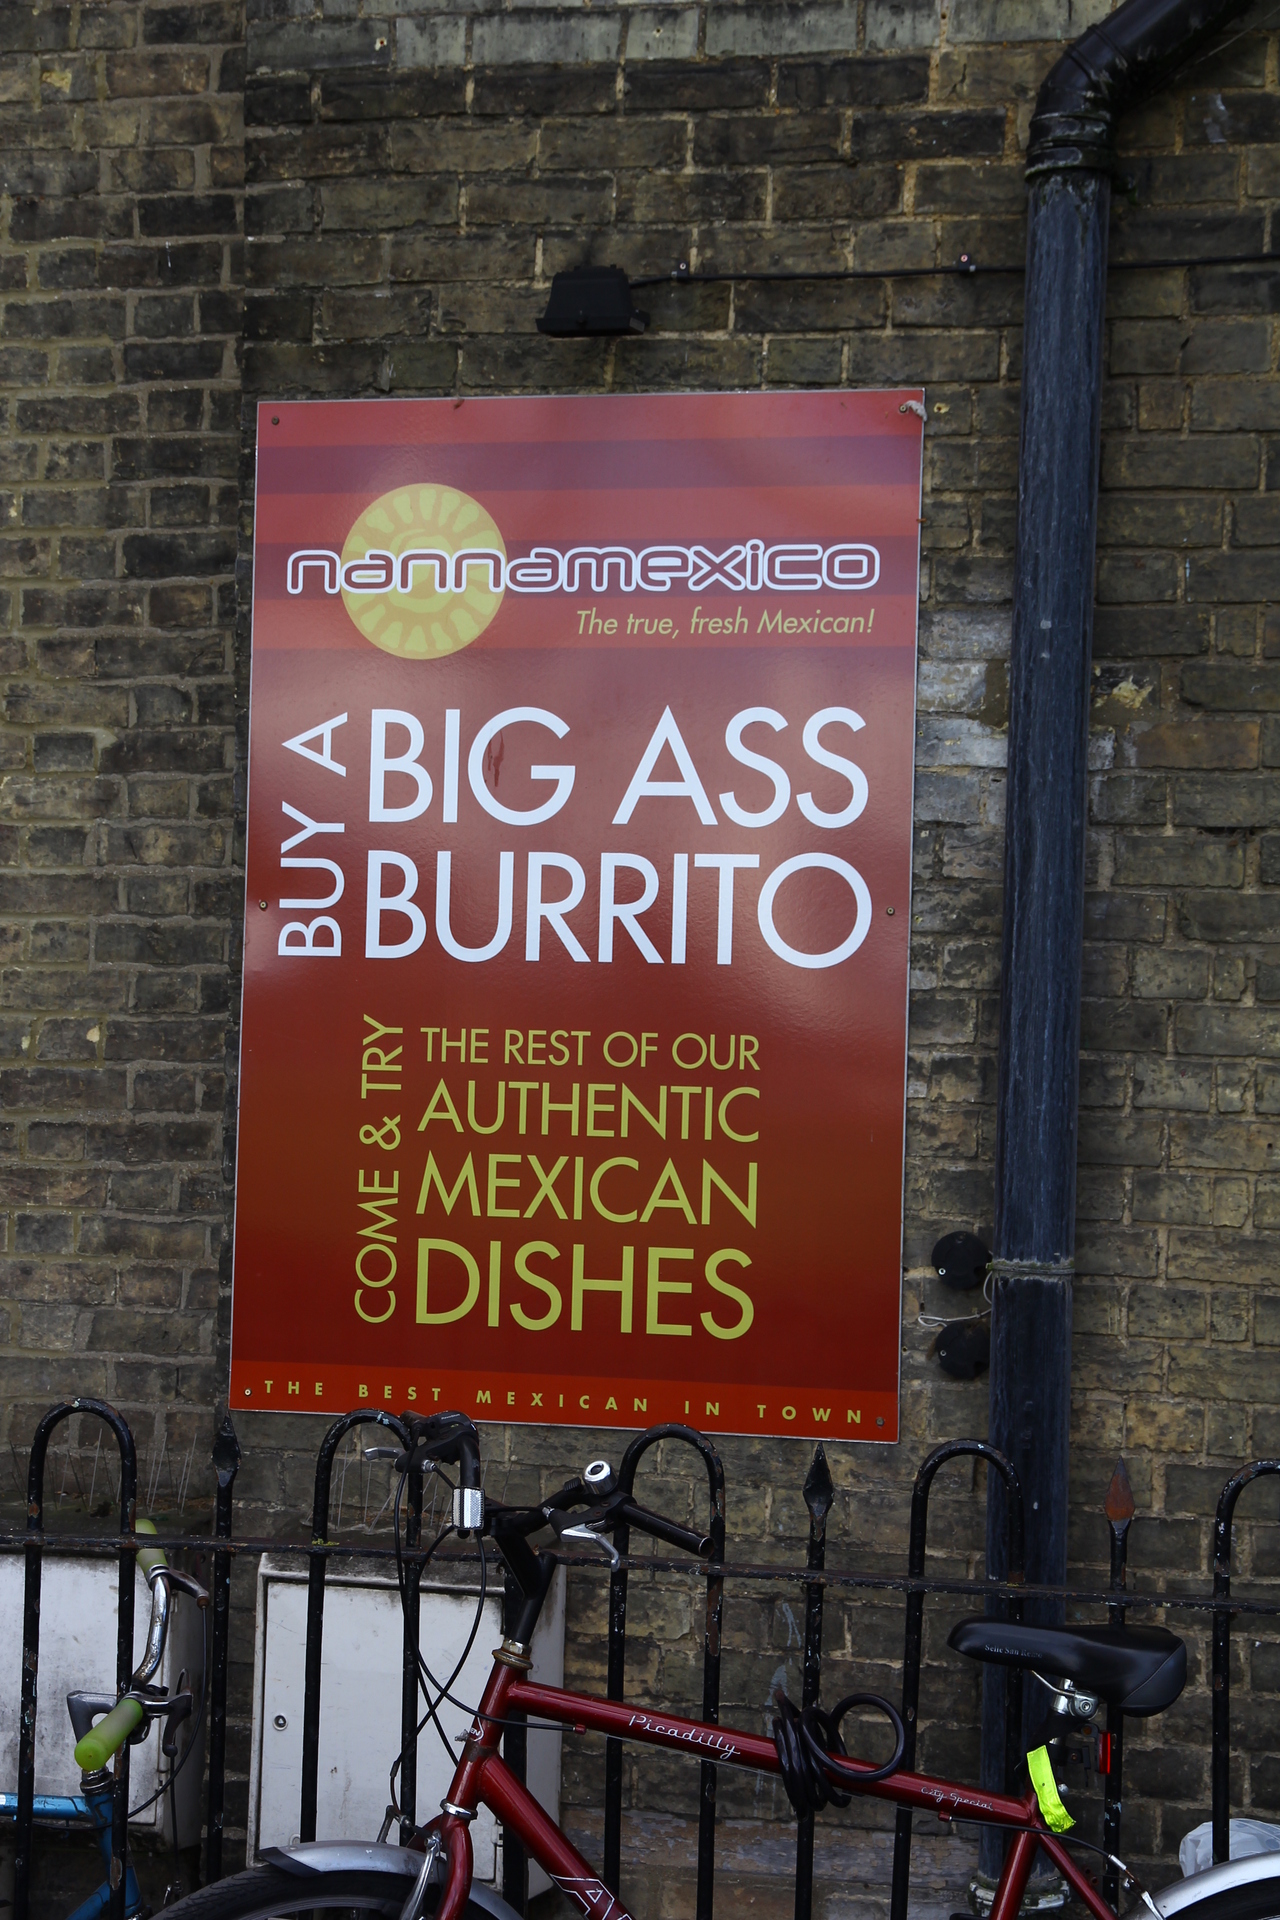 nannamexico
The true, fresh Mexican!
BUY A
BIG ASS
BURRITO
COME & TRY
THE REST OF OUR
AUTHENTIC
MEXICAN
DISHES
THE BEST MEXICAN IN TOWN
Picadilly
City Special